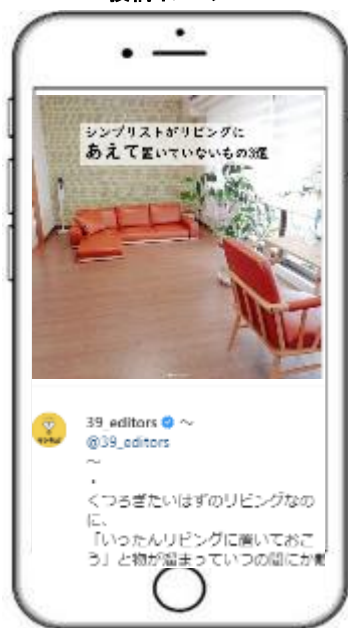 シンプリストがリビングに
あえて置いていないもの3選
39_editors ～
@39_editors
～
・
くつろぎたいはずのリビングなの
に、
「いったんリビングに置いておこ
う」と物が溜まっていつの間にか